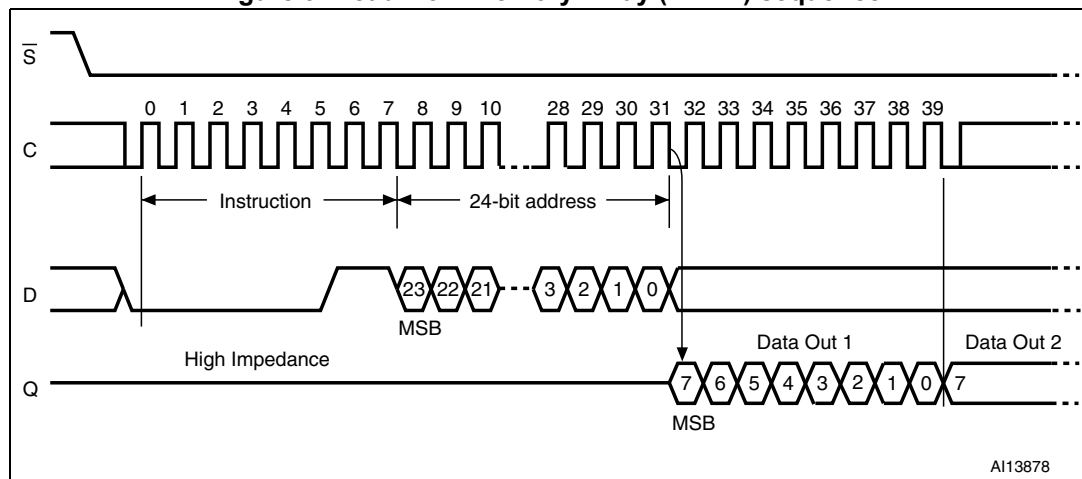 S̅
0 1 2 3 4 5 6 7 8 9 10 28 29 30 31 32 33 34 35 36 37 38 39
C
Instruction 24-bit address
D
23 22 21 3 2 1 0
MSB
High Impedance Data Out 1 Data Out 2
Q
7 6 5 4 3 2 1 0 7
MSB
AI13878